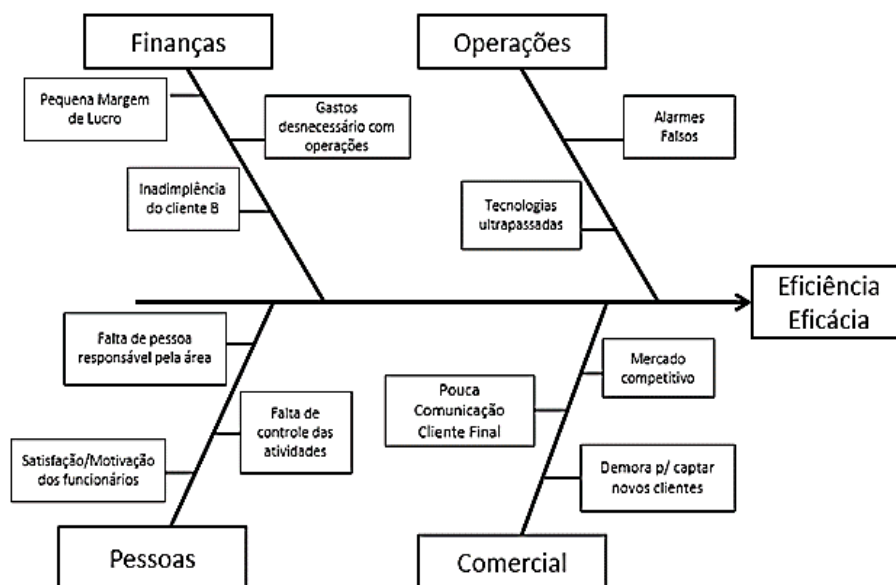 Finanças
Operações
Pequena Margem
de Lucro
Gastos
desnecessário com
operações
Alarmes
Falsos
Inadimplência
do cliente B
Tecnologias
ultrapassadas
Eficiência
Eficácia
Falta de pessoa
responsável pela área
Mercado
competitivo
Pouca
Comunicação
Cliente Final
Falta de
controle das
atividades
Satisfação/Motivação
dos funcionários
Demora p/ captar
novos clientes
Pessoas
Comercial